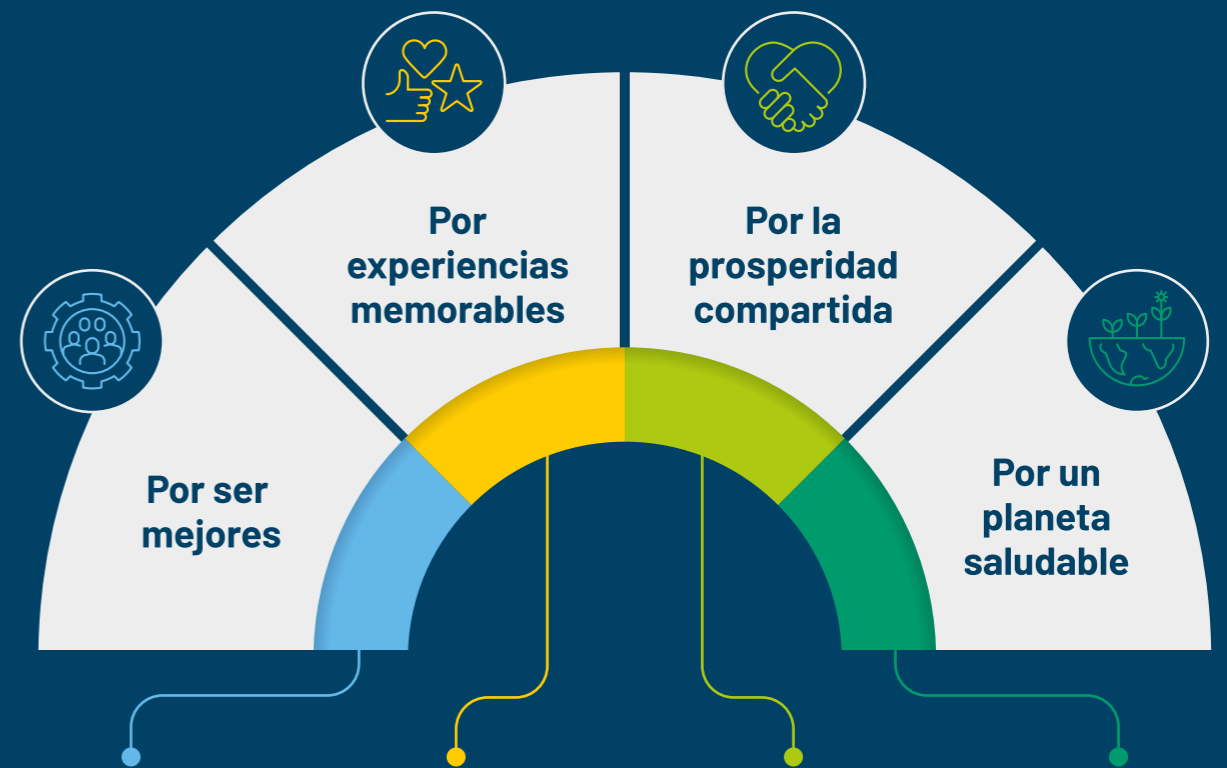 Por ser
mejores
Por
experiencias
memorables
Por la
prosperidad
compartida
Por un
planeta
saludable